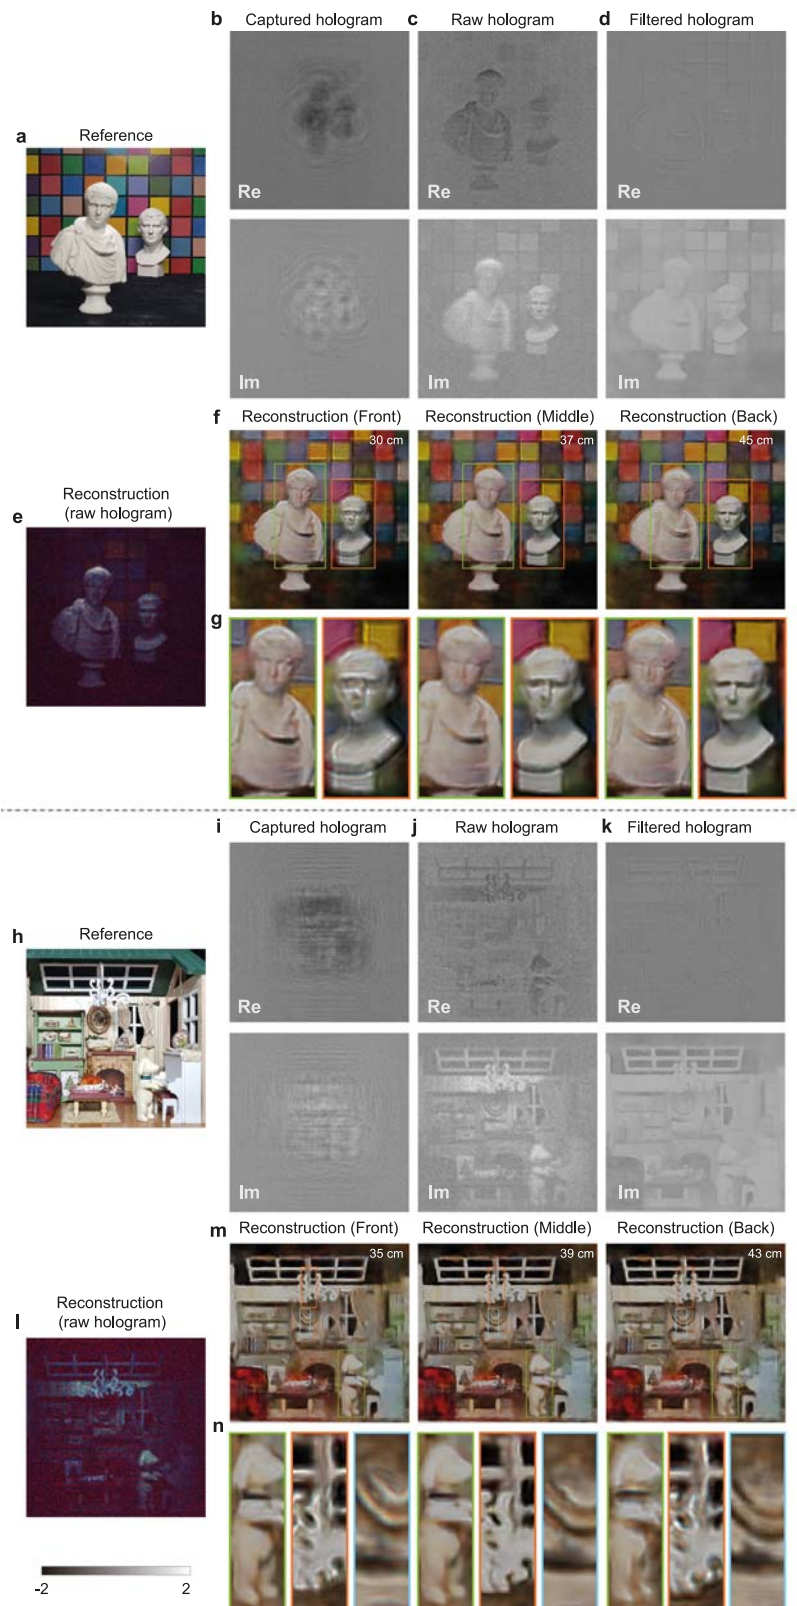 b Captured hologram c Raw hologram d Filtered hologram
Re Re Re
a Reference
Im Im Im
f Reconstruction (Front) Reconstruction (Middle) Reconstruction (Back)
30 cm 37 cm 45 cm
e Reconstruction
(raw hologram)
g
i Captured hologram j Raw hologram k Filtered hologram
Re Re Re
h Reference
Im Im Im
m Reconstruction (Front) Reconstruction (Middle) Reconstruction (Back)
35 cm 39 cm 43 cm
l Reconstruction
(raw hologram)
n
-2 2